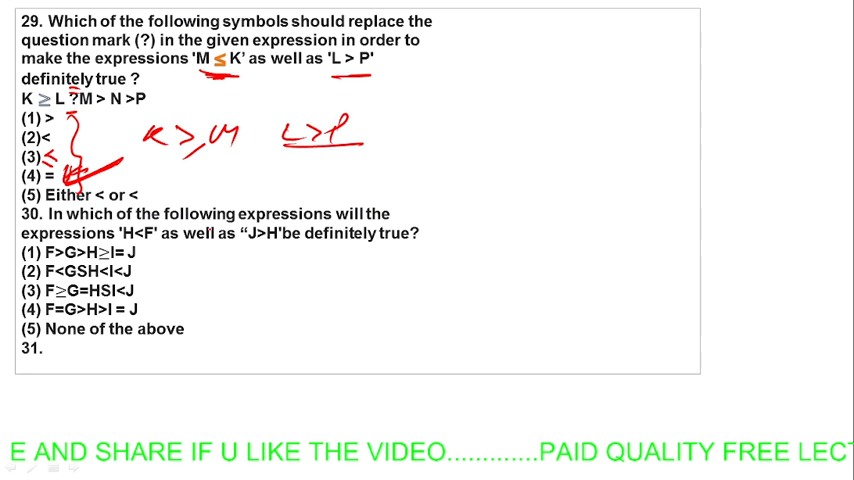 29. Which of the following symbols should replace the
question mark (?) in the given expression in order to
make the expressions 'M ≤ K' as well as 'L > P'
definitely true ?
K ≥ L ?M > N >P
(1) >
(2)<
(3)≤
(4) =
(5) Either < or <
K ≥ M L > P
30. In which of the following expressions will the
expressions 'H<F' as well as “J>H'be definitely true?
(1) F>G>H≥I= J
(2) F<GSH<I<J
(3) F≥G=HSI<J
(4) F=G>H>I = J
(5) None of the above
31.
E AND SHARE IF U LIKE THE VIDEO.............PAID QUALITY FREE LECT